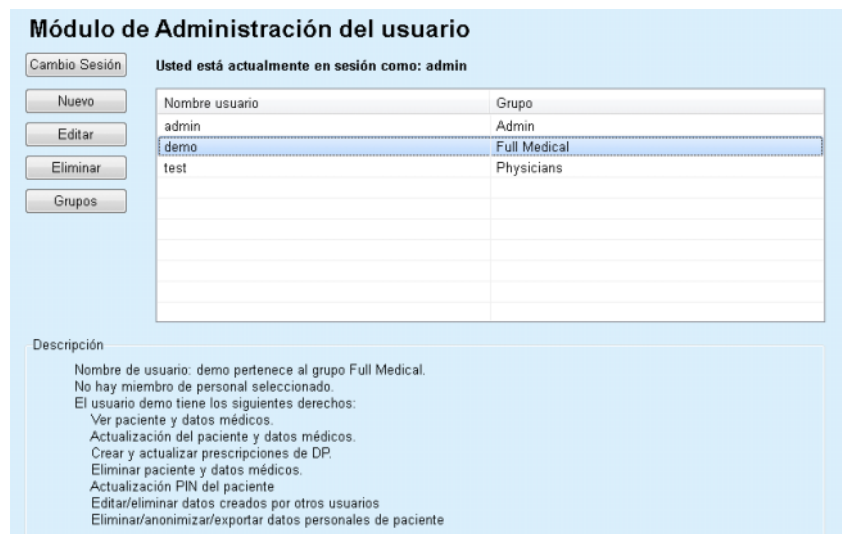 Módulo de Administración del usuario
Cambio Sesión
Usted está actualmente en sesión como: admin
Nuevo
Editar
Eliminar
Grupos
Nombre usuario Grupo
admin Admin
demo Full Medical
test Physicians
Descripción
Nombre de usuario: demo pertenece al grupo Full Medical.
No hay miembro de personal seleccionado.
El usuario demo tiene los siguientes derechos:
Ver paciente y datos médicos.
Actualización del paciente y datos médicos.
Crear y actualizar prescripciones de DP.
Eliminar paciente y datos médicos.
Actualización PIN del paciente
Editar/eliminar datos creados por otros usuarios
Eliminar/anonimizar/exportar datos personales de paciente